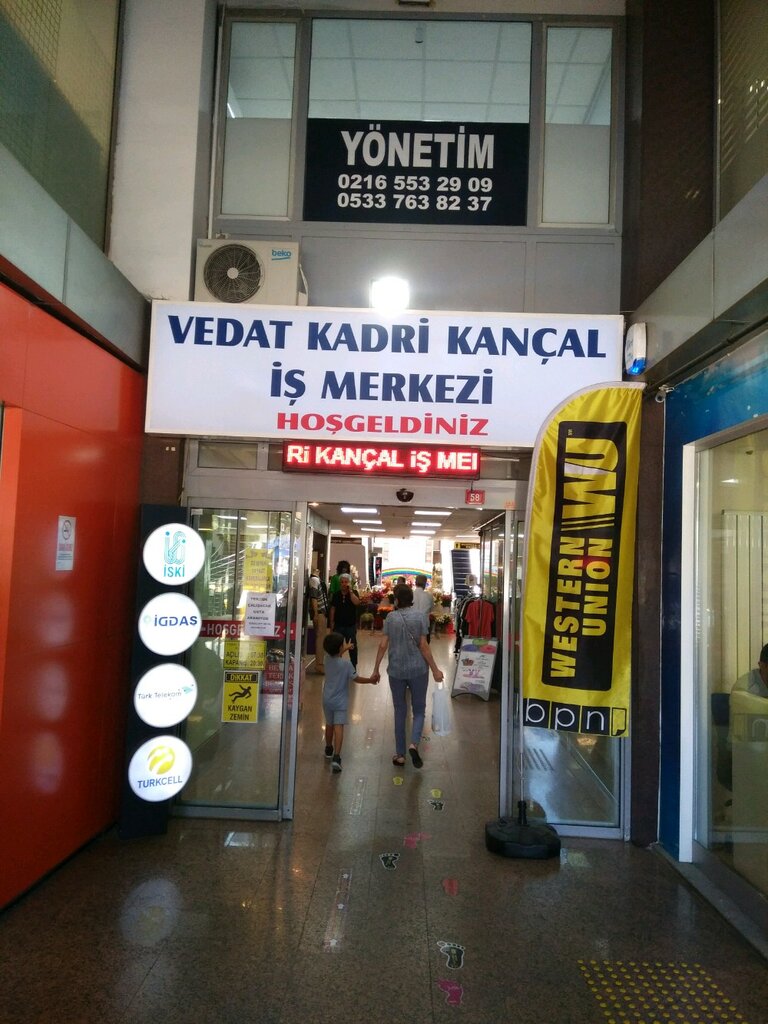 YÖNETİM
0216 553 29 09
0533 763 82 37
beko
VEDAT KADRİ KANÇAL
İŞ MERKEZİ
HOŞGELDİNİZ
Rİ KANÇAL İŞ MEİ
58
İSKİ
İGDAŞ
Türk Telekom
TURKCELL
HOŞGE
Z
DİKKAT
KAYGAN
ZEMİN
WU
WESTERN
UNION
bpn